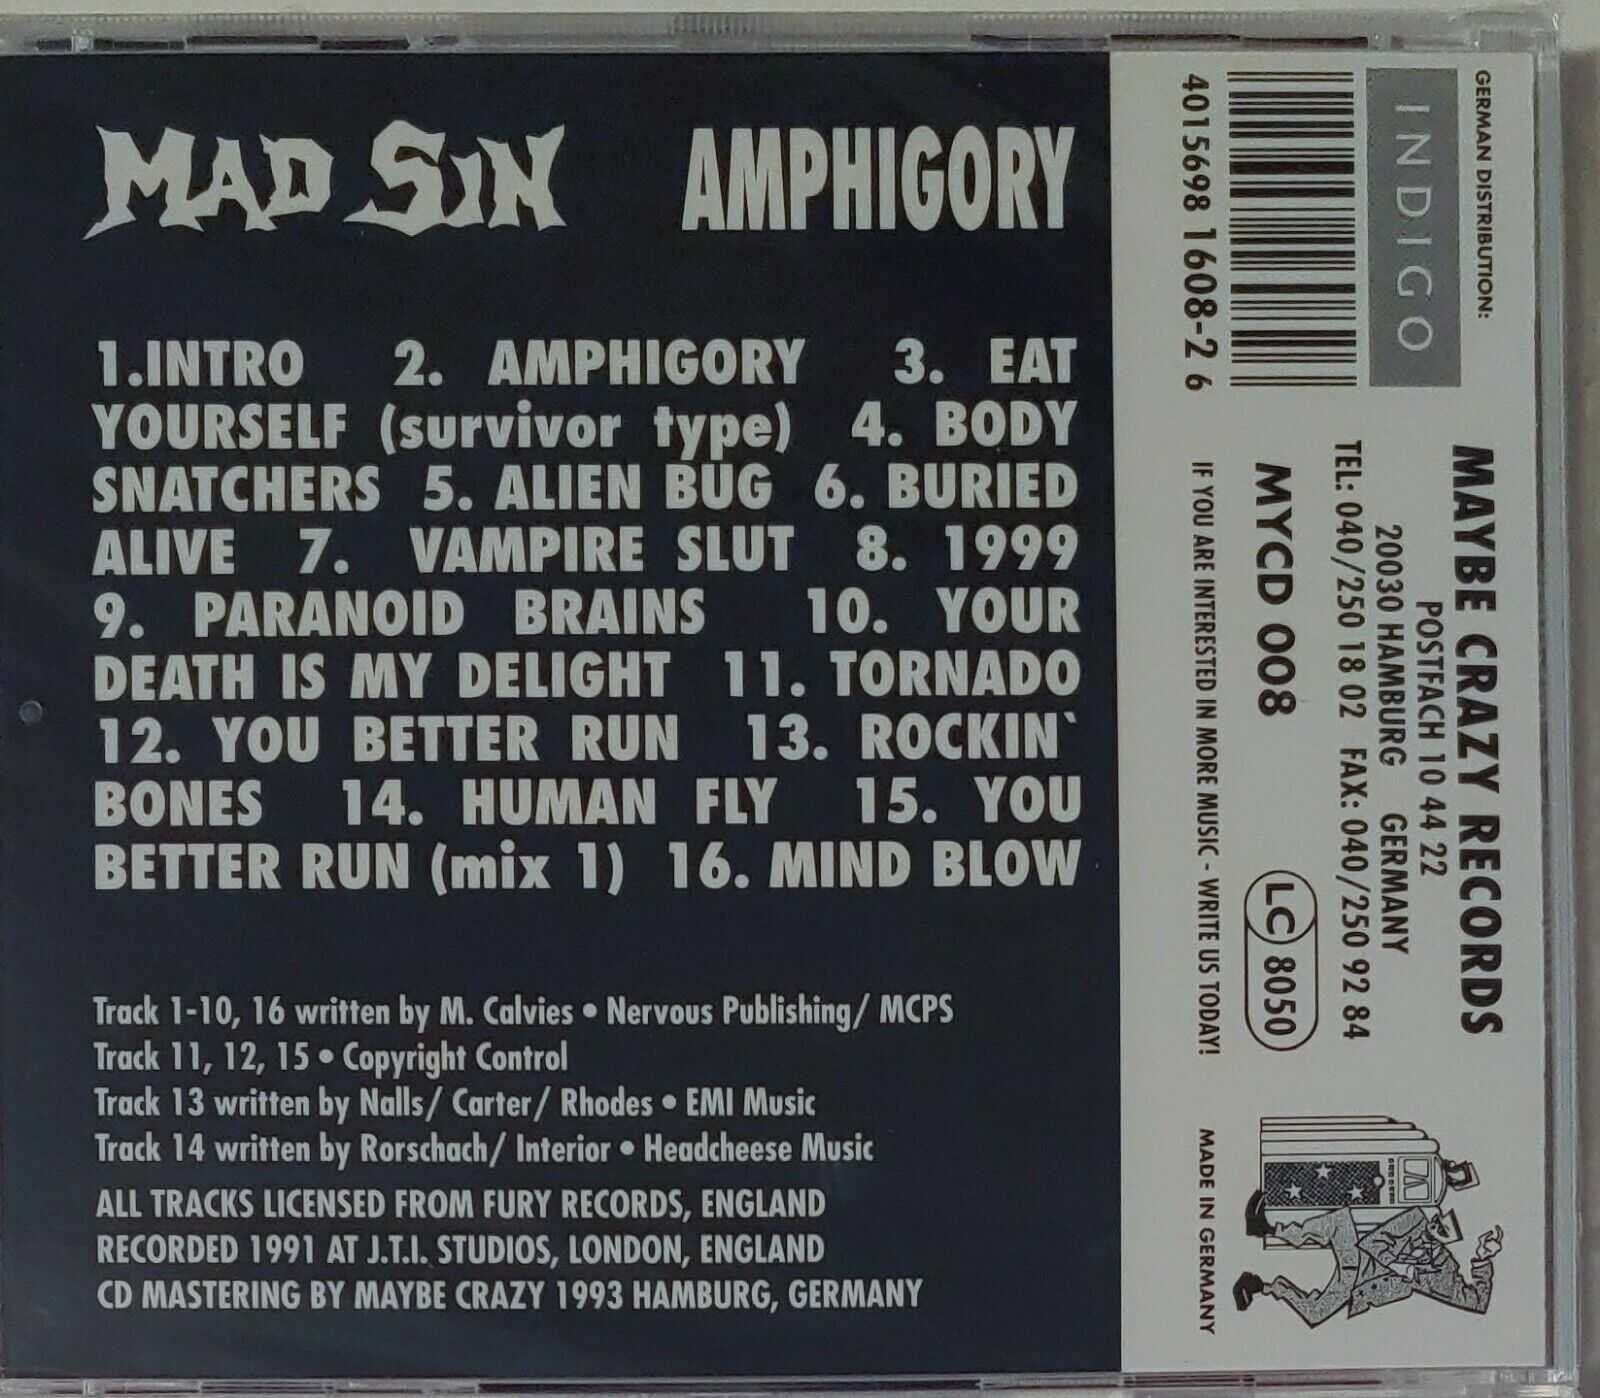 MAD SIN AMPHIGORY
1.INTRO 2. AMPHIGORY 3. EAT
YOURSELF (survivor type) 4. BODY
SNATCHERS 5. ALIEN BUG 6. BURIED
ALIVE 7. VAMPIRE SLUT 8. 1999
9. PARANOID BRAINS 10. YOUR
DEATH IS MY DELIGHT 11. TORNADO
12. YOU BETTER RUN 13. ROCKIN`
BONES 14. HUMAN FLY 15. YOU
BETTER RUN (mix 1) 16. MIND BLOW
Track 1-10, 16 written by M. Calvies • Nervous Publishing/ MCPS
Track 11, 12, 15 • Copyright Control
Track 13 written by Nalls/ Carter/ Rhodes • EMI Music
Track 14 written by Rorschach/ Interior • Headcheese Music
ALL TRACKS LICENSED FROM FURY RECORDS, ENGLAND
RECORDED 1991 AT J.T.I. STUDIOS, LONDON, ENGLAND
CD MASTERING BY MAYBE CRAZY 1993 HAMBURG, GERMANY
GERMAN DISTRIBUTION:
INDIGO
4015698 1608-2 6
MAYBE CRAZY RECORDS
POSTFACH 10 44 22
20030 HAMBURG GERMANY
TEL: 040/250 18 02 FAX: 040/250 92 84
MYCD 008
LC 8050
IF YOU ARE INTERESTED IN MORE MUSIC - WRITE US TODAY!
MADE IN GERMANY